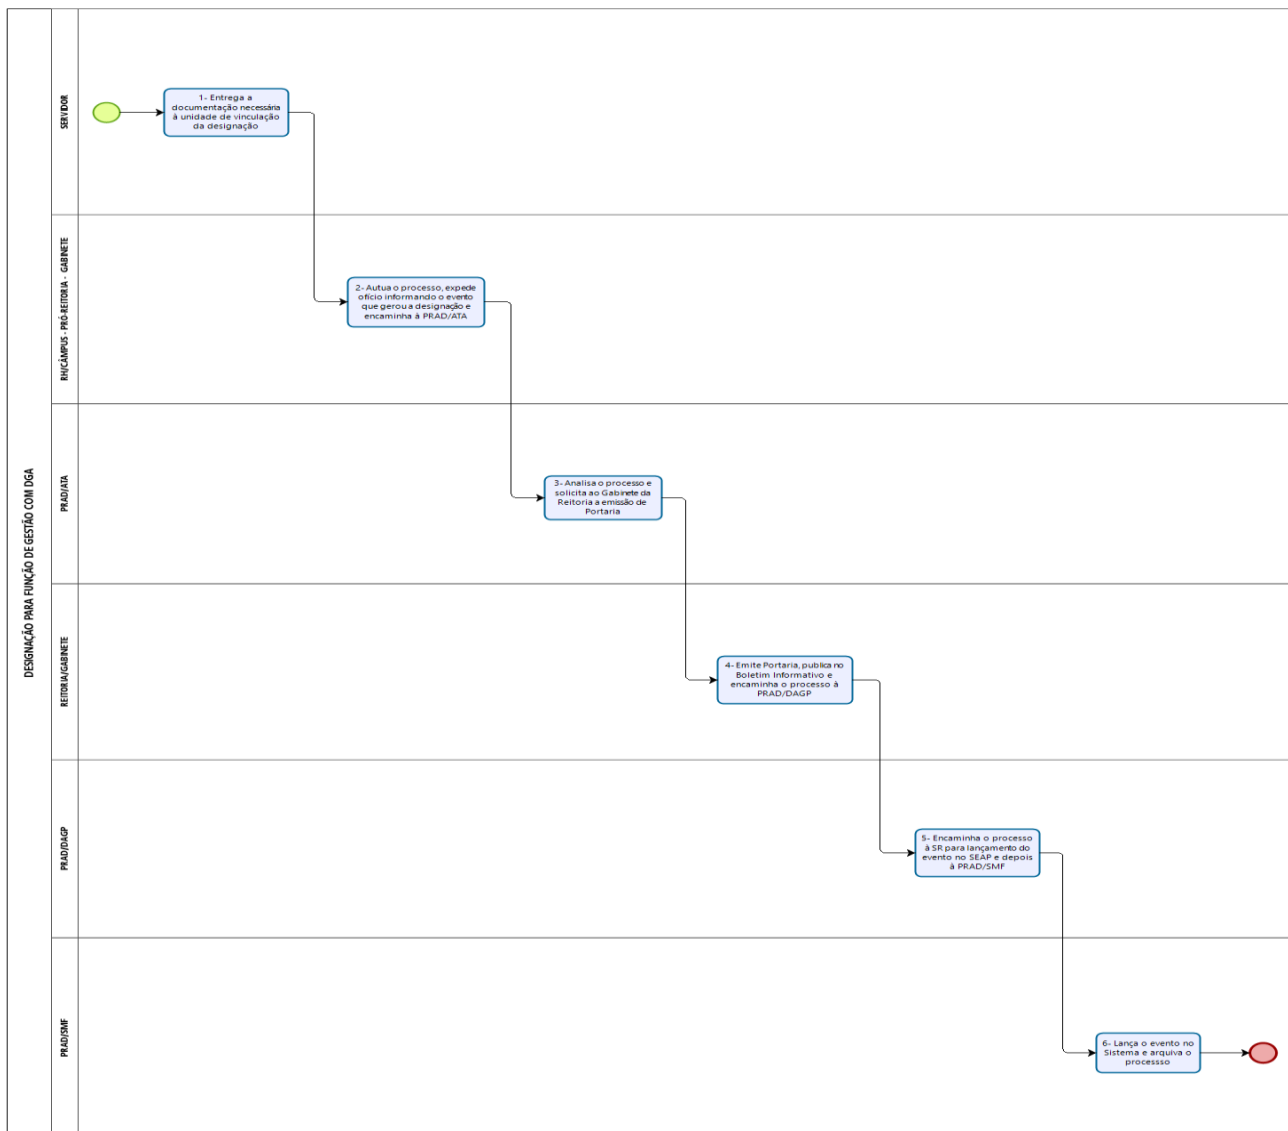 DESIGNAÇÃO PARA FUNÇÃO DE GESTÃO COM DGA
SERVIDOR
1- Entrega a
documentação necessária
à unidade de vinculação
da designação
RH/CÂMPUS - PRÓ-REITORIA - GABINETE
2- Autua o processo, expede
ofício informando o evento
que gerou a designação e
encaminha à PRAD/ATA
PRAD/ATA
3- Analisa o processo e
solicita ao Gabinete da
Reitoria a emissão de
Portaria
REITORIA/GABINETE
4- Emite Portaria, publica no
Boletim Informativo e
encaminha o processo à
PRAD/DAGP
PRAD/DAGP
5- Encaminha o processo
à SR para lançamento do
evento no SEAP e depois
à PRAD/SMF
PRAD/SMF
6- Lança o evento no
Sistema e arquiva o
processso